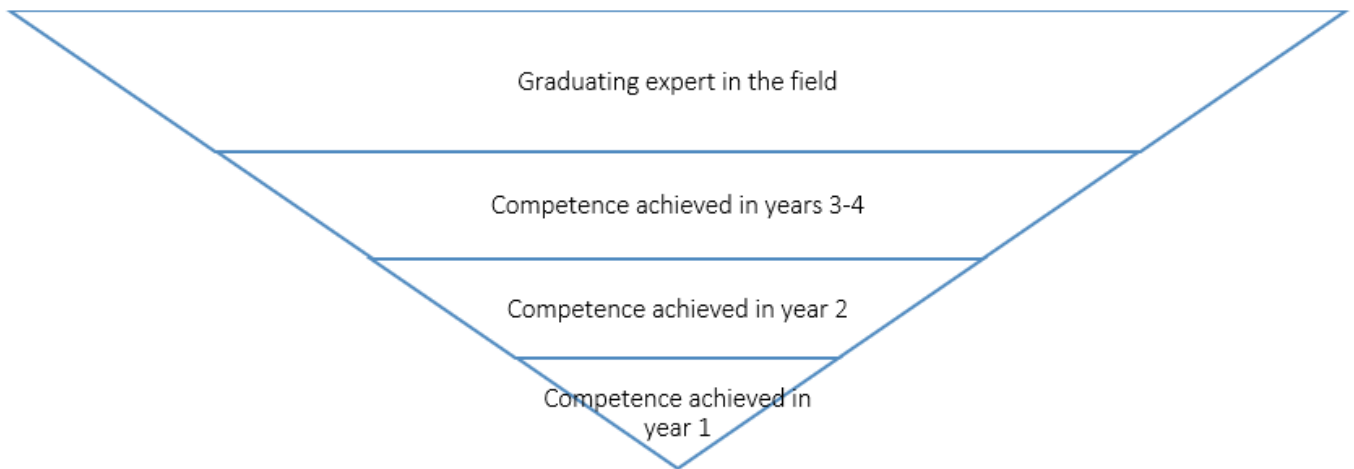 Graduating expert in the field
Competence achieved in years 3-4
Competence achieved in year 2
Competence achieved in
year 1